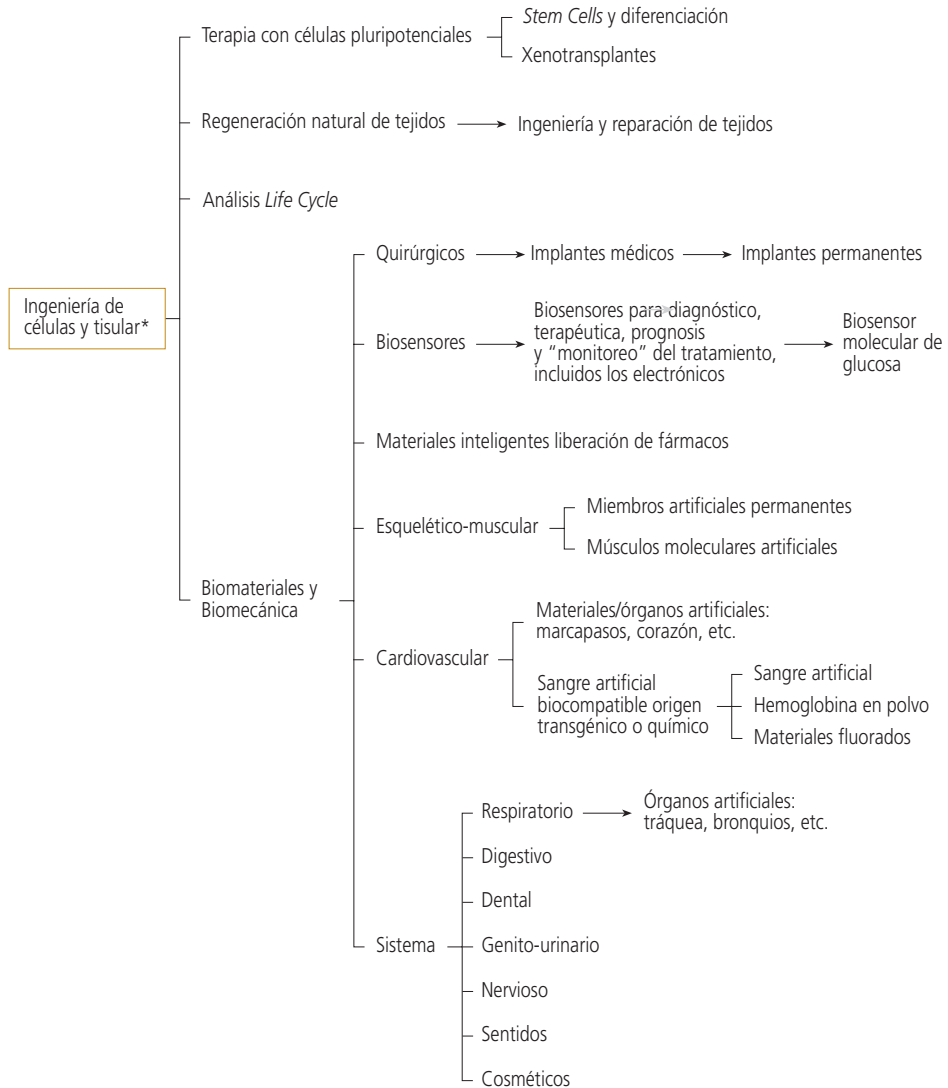 Ingeniería de
células y tisular*
Terapia con células pluripotenciales
Stem Cells y diferenciación
Xenotransplantes
Regeneración natural de tejidos
Ingeniería y reparación de tejidos
Análisis Life Cycle
Biomateriales y
Biomecánica
Quirúrgicos
Implantes médicos
Implantes permanentes
Biosensores
Biosensores para diagnóstico,
terapéutica, prognosis
y “monitoreo” del tratamiento,
incluidos los electrónicos
Biosensor
molecular de
glucosa
Materiales inteligentes liberación de fármacos
Esquelético-muscular
Miembros artificiales permanentes
Músculos moleculares artificiales
Cardiovascular
Materiales/órganos artificiales:
marcapasos, corazón, etc.
Sangre artificial
biocompatible origen
transgénico o químico
Sangre artificial
Hemoglobina en polvo
Materiales fluorados
Sistema
Respiratorio
Órganos artificiales:
tráquea, bronquios, etc.
Digestivo
Dental
Genito-urinario
Nervioso
Sentidos
Cosméticos